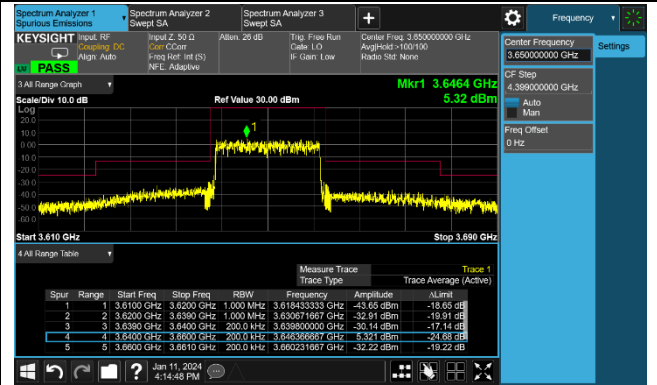 Spectrum Analyzer 1
Spurious Emissions
Spectrum Analyzer 2
Swept SA
Spectrum Analyzer 3
Swept SA
+
Frequency
KEYSIGHT
Input: RF
Coupling: DC
Align: Auto
Input Z: 50 Ω
Corr CCorr
Freq Ref: Int (S)
NFE: Adaptive
Atten: 26 dB
Trig: Free Run
Gate: LO
IF Gain: Low
Center Freq: 3.650000000 GHz
Avg|Hold:>100/100
Radio Std: None
PASS
Center Frequency
3.650000000 GHz
Settings
CF Step
4.399000000 GHz
Auto
Man
Freq Offset
0 Hz
3 All Range Graph
Mkr1 3.6464 GHz
5.32 dBm
Scale/Div 10.0 dB
Ref Value 30.00 dBm
Log
20.0
10.0
0.00
-10.0
-20.0
-30.0
-40.0
-50.0
-60.0
1
Start 3.610 GHz
Stop 3.690 GHz
4 All Range Table
Measure Trace Trace 1
Trace Type Trace Average (Active)
Spur Range Start Freq Stop Freq RBW Frequency Amplitude ΔLimit
1 1 3.6100 GHz 3.6200 GHz 1.000 MHz 3.618433333 GHz -43.65 dBm -18.65 dB
2 2 3.6200 GHz 3.6390 GHz 1.000 MHz 3.630671667 GHz -32.91 dBm -19.91 dB
3 3 3.6390 GHz 3.6400 GHz 200.0 kHz 3.639800000 GHz -30.14 dBm -17.14 dB
4 4 3.6400 GHz 3.6600 GHz 200.0 kHz 3.646366667 GHz 5.321 dBm -24.68 dB
5 5 3.6600 GHz 3.6610 GHz 200.0 kHz 3.660231667 GHz -32.22 dBm -19.22 dB
?
Jan 11, 2024
4:14:48 PM